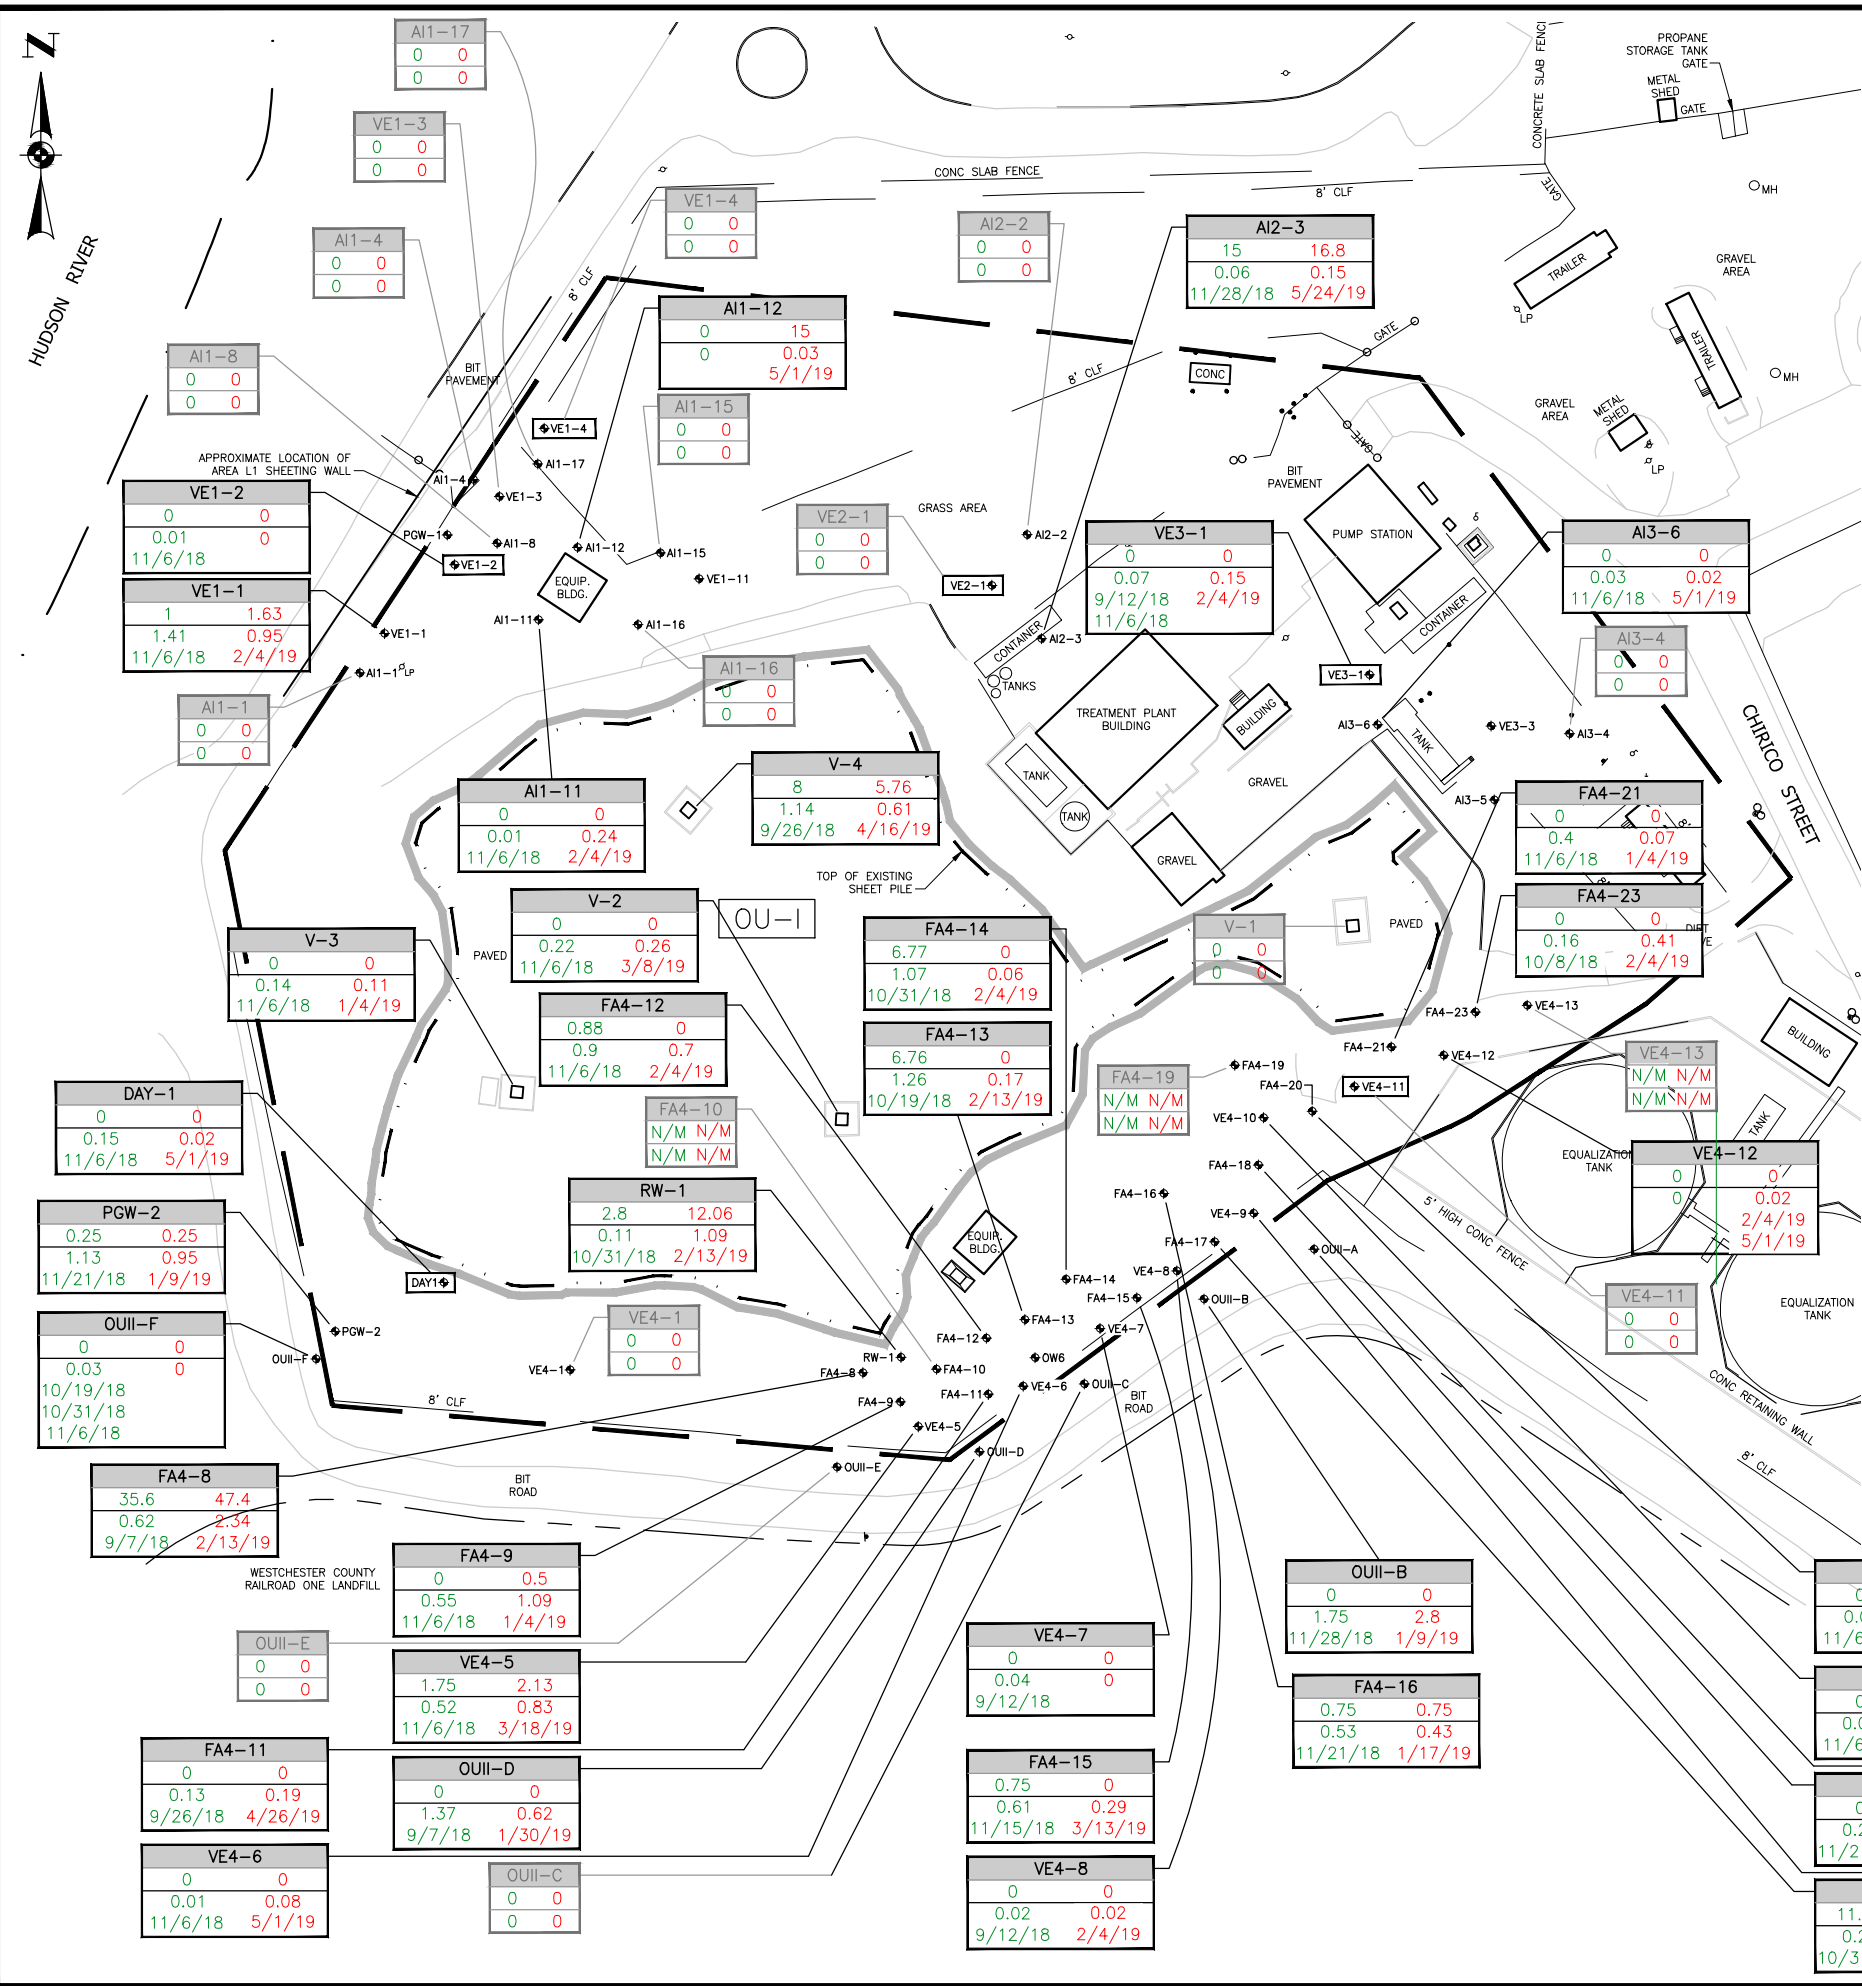 N
HUDSON RIVER
AI1-17
0 0
0 0
VE1-3
0 0
0 0
AI1-4
0 0
0 0
AI1-8
0 0
0 0
VE1-4
0 0
0 0
AI2-2
0 0
0 0
AI2-3
15 16.8
0.06 0.15
11/28/18 5/24/19
AI1-12
0 15
0 0.03
5/1/19
AI1-15
0 0
0 0
CONC SLAB FENCE
8' CLF
CONCRETE SLAB FENC
PROPANE
STORAGE TANK
GATE
METAL
SHED
GATE
GATE
MH
TRAILER
GRAVEL
AREA
LP
TRAILER
MH
GRAVEL
AREA
METAL
SHED
LP
8' CLF
BIT
PAVEMENT
8' CLF
CONC
GATE
GATE
BIT
PAVEMENT
APPROXIMATE LOCATION OF
AREA L1 SHEETING WALL
VE1-4
AI1-17
AI1-4
VE1-3
PGW-1
AI1-8
VE1-2
AI1-12
AI1-15
VE1-11
EQUIP.
BLDG.
AI1-11
AI1-16
VE1-1
AI1-1
LP
VE1-2
0 0
0.01 0
11/6/18
VE1-1
1 1.63
1.41 0.95
11/6/18 2/4/19
AI1-1
0 0
0 0
GRASS AREA
VE2-1
0 0
0 0
VE2-1
AI2-2
AI2-3
VE3-1
0 0
0.07 0.15
9/12/18 2/4/19
11/6/18
PUMP STATION
CONTAINER
AI3-6
0 0
0.03 0.02
11/6/18 5/1/19
AI3-4
0 0
0 0
CONTAINER
TANKS
VE3-1
AI1-16
0 0
0 0
TREATMENT PLANT
BUILDING
BUILDING
AI3-6
TANK
VE3-3
AI3-4
CHIRICO STREET
TANK
TANK
GRAVEL
GRAVEL
AI3-5
V-4
8 5.76
1.14 0.61
9/26/18 4/16/19
AI1-11
0 0
0.01 0.24
11/6/18 2/4/19
FA4-21
0 0
0.4 0.07
11/6/18 1/4/19
FA4-23
0 0
0.16 0.41
10/8/18 2/4/19
TOP OF EXISTING
SHEET PILE
V-2
0 0
0.22 0.26
11/6/18 3/8/19
OU-I
V-3
0 0
0.14 0.11
11/6/18 1/4/19
PAVED
FA4-14
6.77 0
1.07 0.06
10/31/18 2/4/19
V-1
0 0
0 0
PAVED
FA4-12
0.88 0
0.9 0.7
11/6/18 2/4/19
FA4-13
6.76 0
1.26 0.17
10/19/18 2/13/19
FA4-23
VE4-13
FA4-21
VE4-12
BUILDING
DAY-1
0 0
0.15 0.02
11/6/18 5/1/19
FA4-10
N/M N/M
N/M N/M
FA4-19
N/M N/M
N/M N/M
FA4-19
FA4-20
VE4-11
VE4-10
VE4-13
N/M N/M
N/M N/M
TANK
EQUALIZATION
TANK
VE4-12
0 0
0 0.02
2/4/19
5/1/19
PGW-2
0.25 0.25
1.13 0.95
11/21/18 1/9/19
RW-1
2.8 12.06
0.11 1.09
10/31/18 2/13/19
FA4-18
FA4-16
VE4-9
FA4-17
OUII-A
5' HIGH CONC FENCE
EQUIP.
BLDG.
FA4-14
VE4-8
FA4-15
OUII-B
DAY1
OUII-F
0 0
0.03 0
10/19/18
10/31/18
11/6/18
PGW-2
OUII-F
VE4-1
0 0
0 0
VE4-1
FA4-13
FA4-12
VE4-7
RW-1
OW6
FA4-8
FA4-10
VE4-6
OUII-C
FA4-11
FA4-9
VE4-5
OUII-D
OUII-E
BIT
ROAD
VE4-11
0 0
0 0
EQUALIZATION
TANK
CONC RETAINING WALL
8' CLF
8' CLF
FA4-8
35.6 47.4
0.62 2.34
9/7/18 2/13/19
BIT
ROAD
WESTCHESTER COUNTY
RAILROAD ONE LANDFILL
FA4-9
0 0.5
0.55 1.09
11/6/18 1/4/19
OUII-E
0 0
0 0
VE4-5
1.75 2.13
0.52 0.83
11/6/18 3/18/19
FA4-11
0 0
0.13 0.19
9/26/18 4/26/19
OUII-D
0 0
1.37 0.62
9/7/18 1/30/19
VE4-6
0 0
0.01 0.08
11/6/18 5/1/19
OUII-C
0 0
0 0
VE4-7
0 0
0.04 0
9/12/18
FA4-15
0.75 0
0.61 0.29
11/15/18 3/13/19
VE4-8
0 0
0.02 0.02
9/12/18 2/4/19
OUII-B
0 0
1.75 2.8
11/28/18 1/9/19
FA4-16
0.75 0.75
0.53 0.43
11/21/18 1/17/19